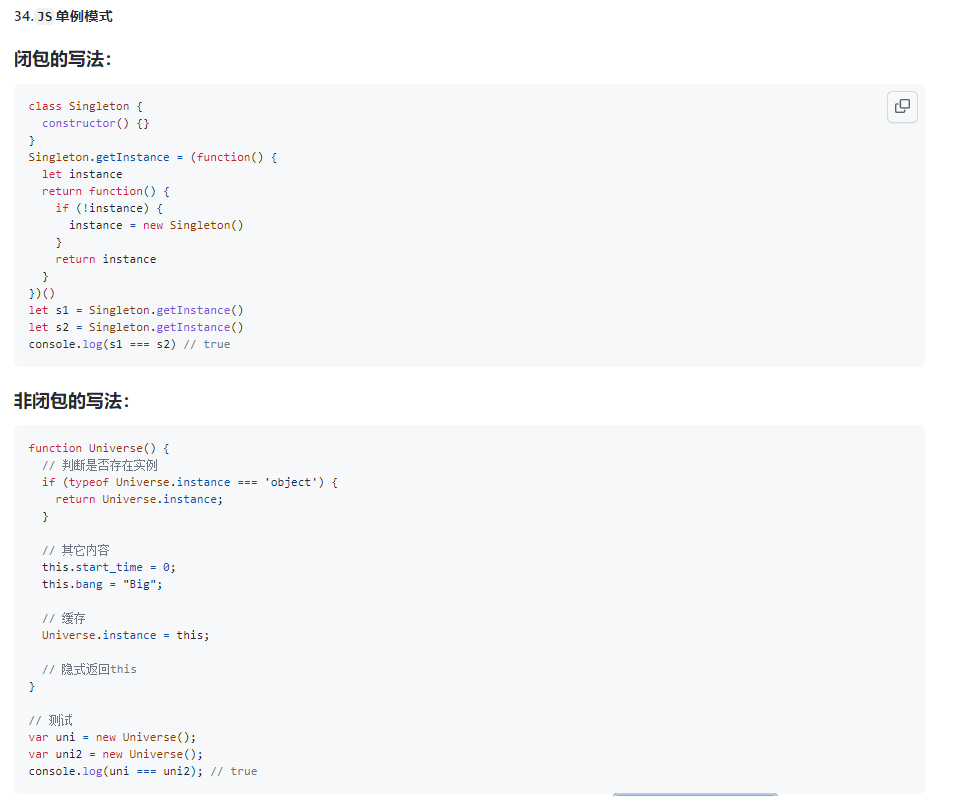 34. JS 单例模式
闭包的写法：
class Singleton {
  constructor() {}
}
Singleton.getInstance = (function() {
  let instance
  return function() {
    if (!instance) {
      instance = new Singleton()
    }
    return instance
  }
})()
let s1 = Singleton.getInstance()
let s2 = Singleton.getInstance()
console.log(s1 === s2) // true
非闭包的写法：
function Universe() {
  // 判断是否存在实例
  if (typeof Universe.instance === 'object') {
    return Universe.instance;
  }
  // 其它内容
  this.start_time = 0;
  this.bang = "Big";
  // 缓存
  Universe.instance = this;
  // 隐式返回this
}
// 测试
var uni = new Universe();
var uni2 = new Universe();
console.log(uni === uni2); // true